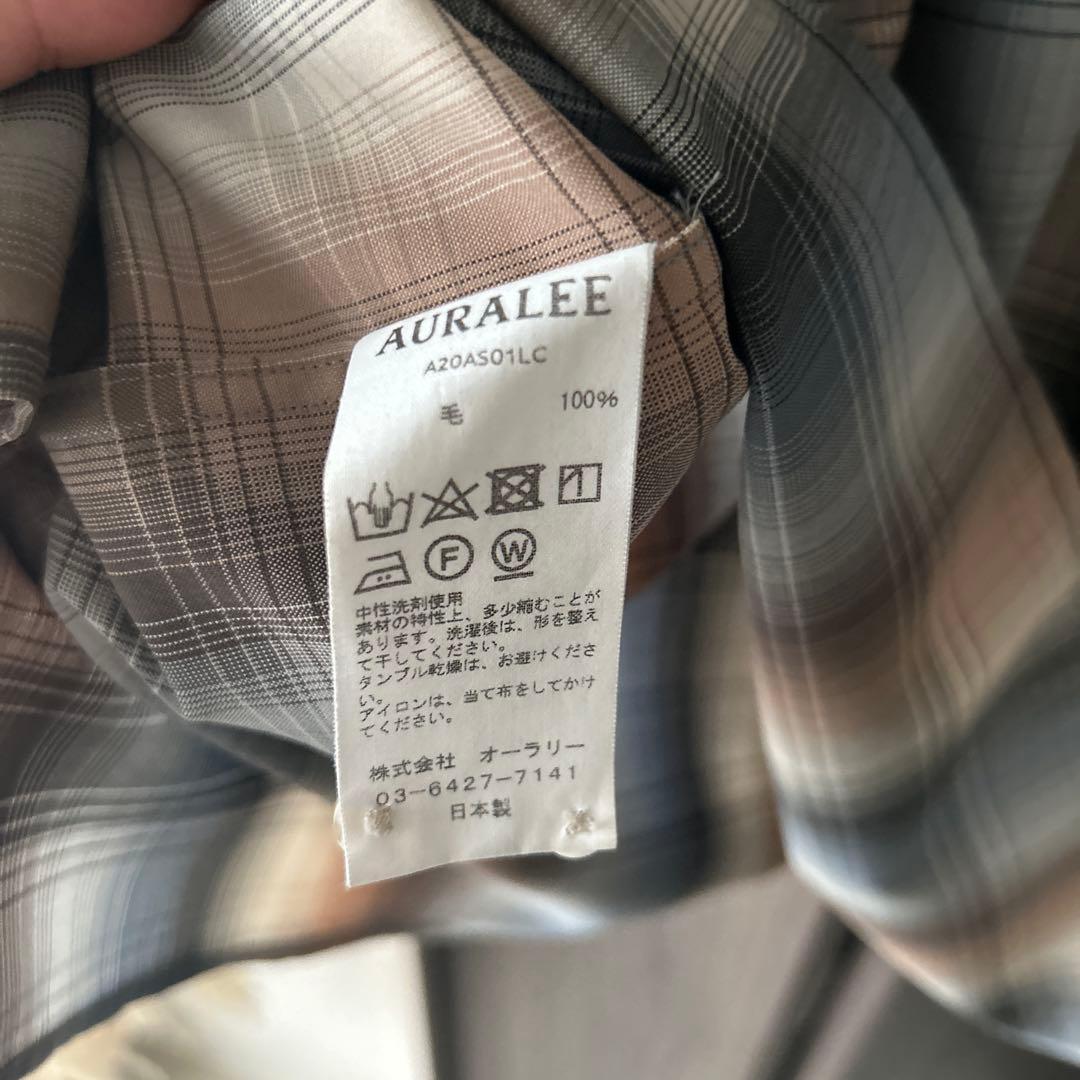 AURALEE
A20AS01LC
毛 100%
F W
中性洗剤使用
素材の特性上、多少縮むことが
あります。洗濯後は、形を整え
て干してください。
タンブル乾燥は、お避けくださ
い。
アイロンは、当て布をしてかけ
てください。
株式会社 オーラリー
03-6427-7141
日本製